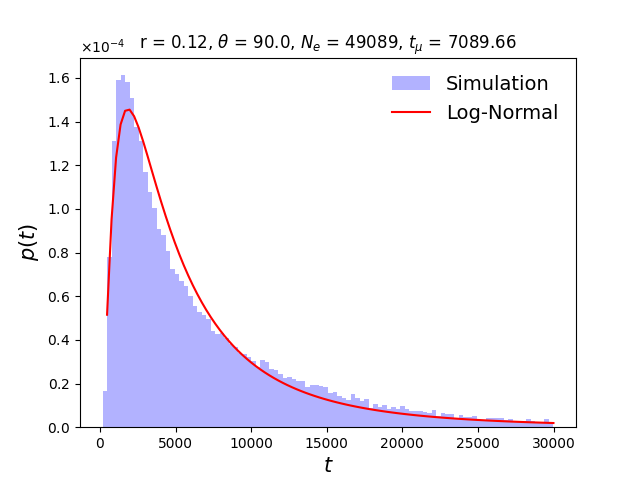 ×10⁻⁴ r = 0.12, θ = 90.0, Nₑ = 49089, t_μ = 7089.66
Simulation
Log-Normal
1.6
1.4
1.2
1.0
0.8
0.6
0.4
0.2
0.0
p(t)
0 5000 10000 15000 20000 25000 30000
t